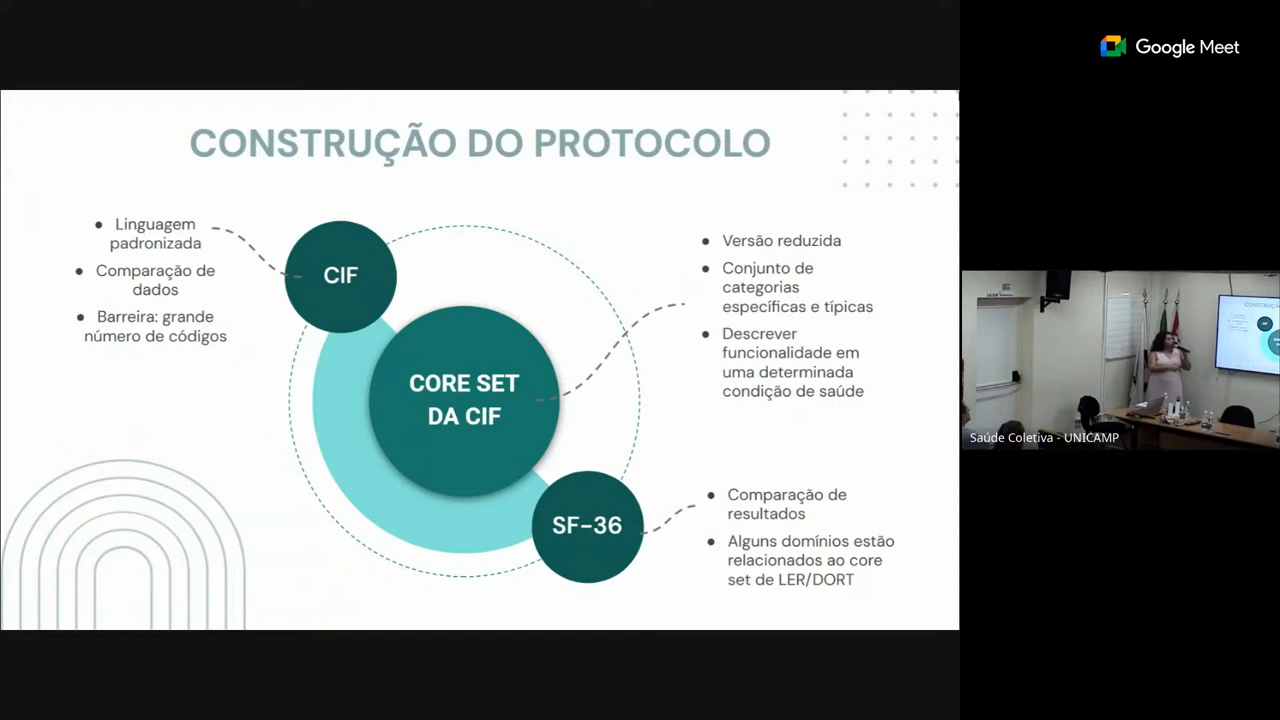 Google Meet
CONSTRUÇÃO DO PROTOCOLO
● Linguagem
padronizada
● Comparação de
dados
● Barreira: grande
número de códigos
CIF
CORE SET
DA CIF
SF-36
● Versão reduzida
● Conjunto de
categorias
específicas e típicas
● Descrever
funcionalidade em
uma determinada
condição de saúde
● Comparação de
resultados
● Alguns domínios estão
relacionados ao core
set de LER/DORT
Saúde Coletiva - UNICAMP